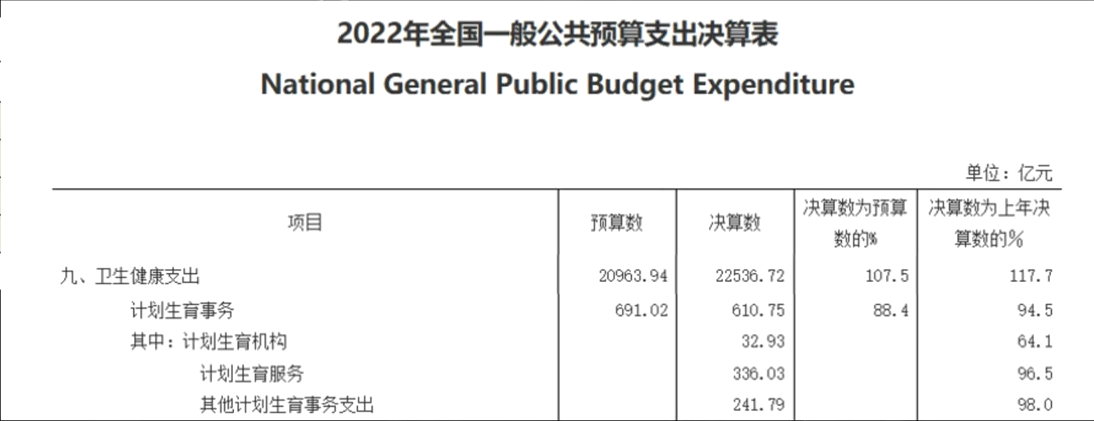 2022年全国一般公共预算支出决算表
National General Public Budget Expenditure
单位：亿元
项目 预算数 决算数 决算数为预算数的% 决算数为上年决算数的%
九、卫生健康支出 20963.94 22536.72 107.5 117.7
计划生育事务 691.02 610.75 88.4 94.5
其中：计划生育机构 32.93 64.1
计划生育服务 336.03 96.5
其他计划生育事务支出 241.79 98.0